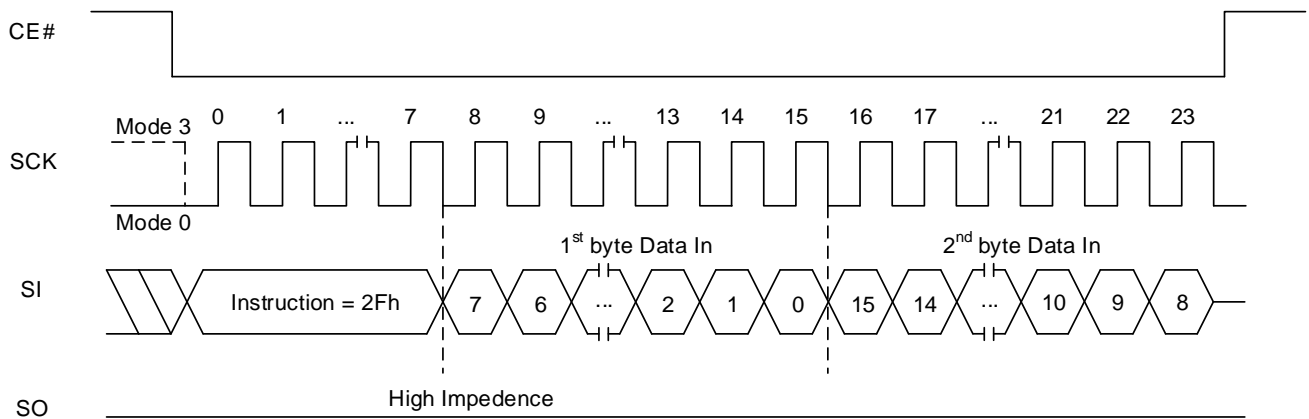 CE#
Mode 3 0 1 ... 7 8 9 ... 13 14 15 16 17 ... 21 22 23
SCK
Mode 0
1st byte Data In 2nd byte Data In
SI Instruction = 2Fh 7 6 ... 2 1 0 15 14 ... 10 9 8
High Impedence
SO